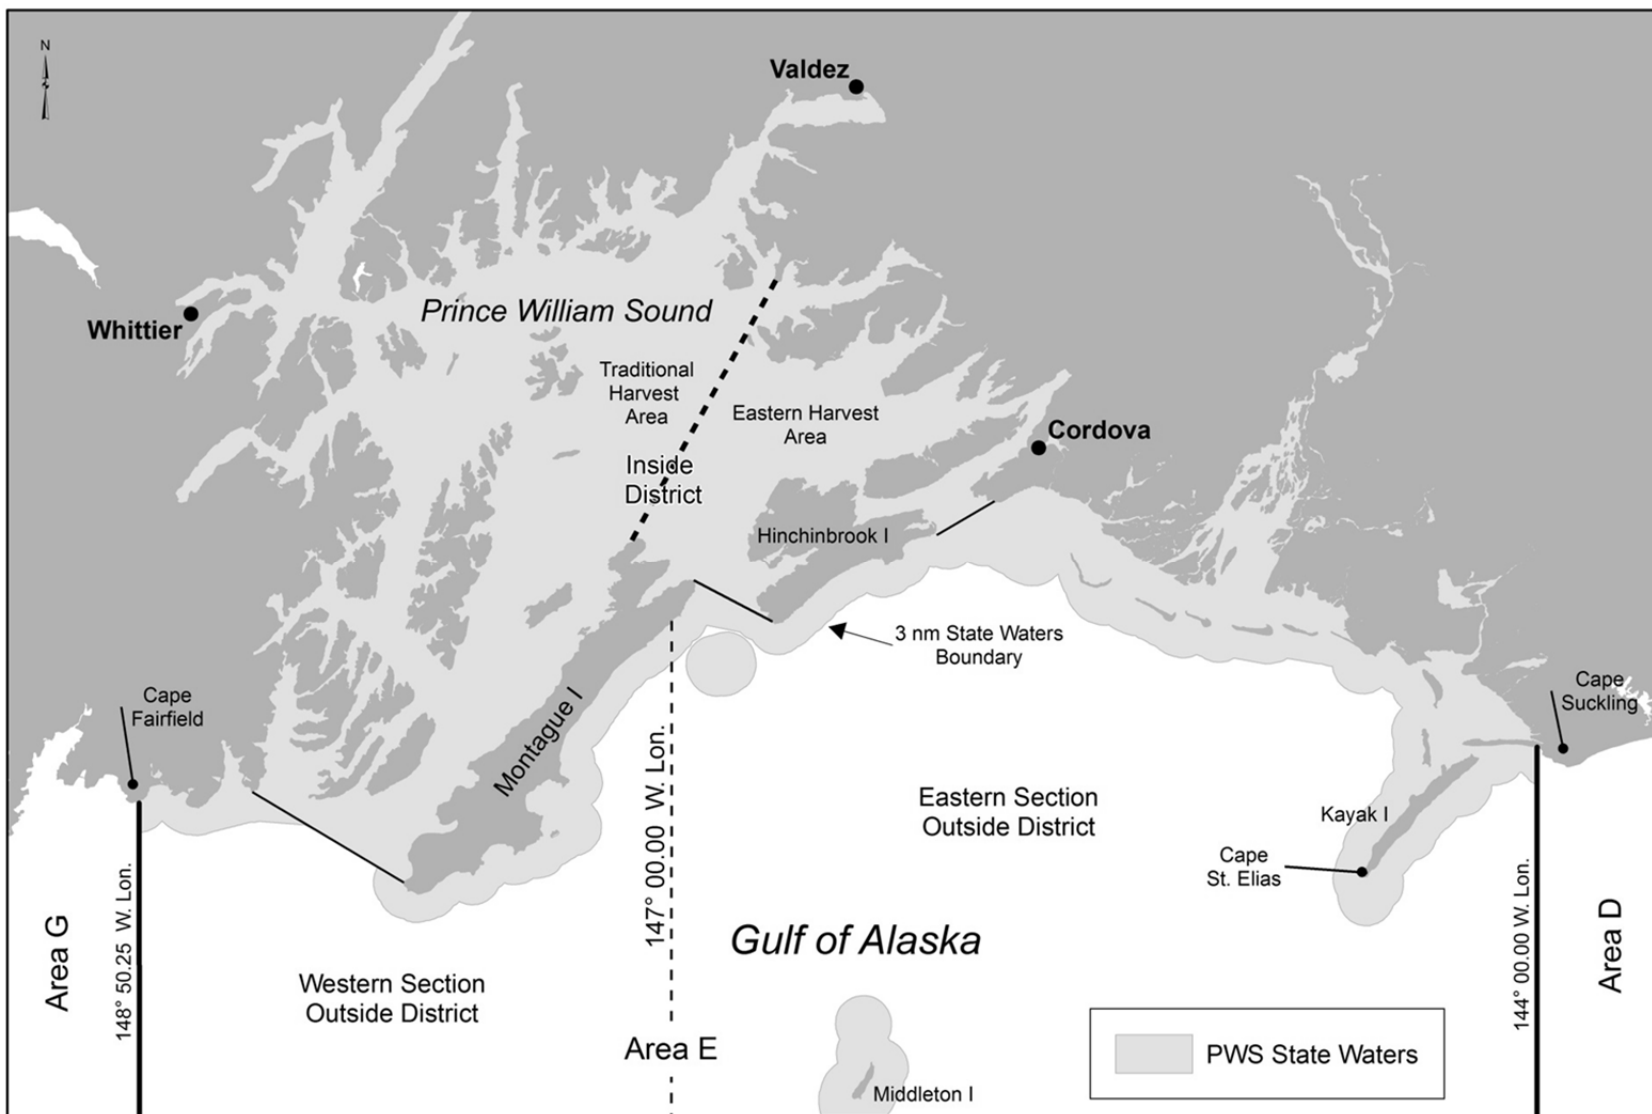 N
Valdez
Prince William Sound
Whittier
Traditional
Harvest
Area
Eastern Harvest
Area
Cordova
Inside
District
Hinchinbrook I
3 nm State Waters
Boundary
Cape
Fairfield
Cape
Suckling
Montague I
147° 00.00 W. Lon.
Eastern Section
Outside District
Kayak I
Cape
St. Elias
Gulf of Alaska
Area G
148° 50.25 W. Lon.
144° 00.00 W. Lon.
Area D
Western Section
Outside District
Area E
PWS State Waters
Middleton I